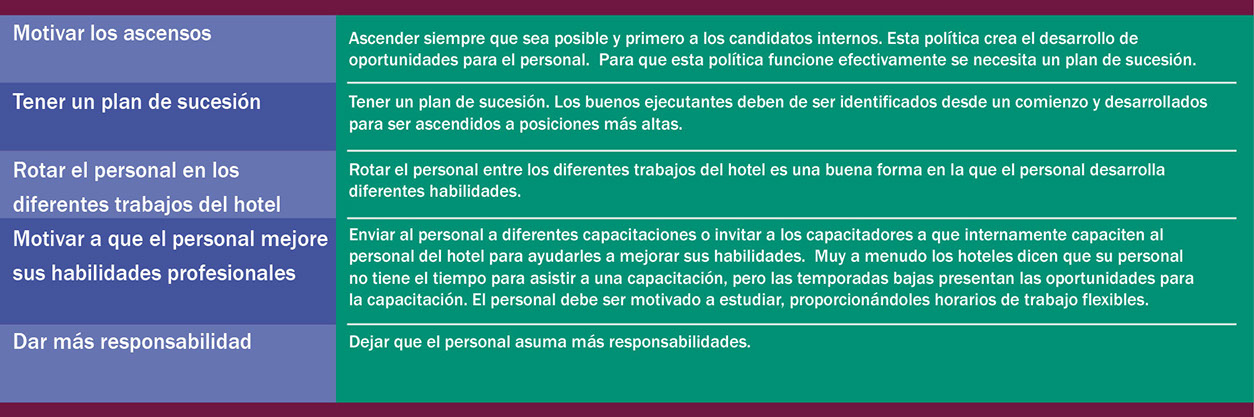 Motivar los ascensos
Ascender siempre que sea posible y primero a los candidatos internos. Esta política crea el desarrollo de
oportunidades para el personal.  Para que esta política funcione efectivamente se necesita un plan de sucesión.
Tener un plan de sucesión
Tener un plan de sucesión. Los buenos ejecutantes deben de ser identificados desde un comienzo y desarrollados
para ser ascendidos a posiciones más altas.
Rotar el personal en los
diferentes trabajos del hotel
Rotar el personal entre los diferentes trabajos del hotel es una buena forma en la que el personal desarrolla
diferentes habilidades.
Motivar a que el personal mejore
sus habilidades profesionales
Enviar al personal a diferentes capacitaciones o invitar a los capacitadores a que internamente capaciten al
personal del hotel para ayudarles a mejorar sus habilidades.  Muy a menudo los hoteles dicen que su personal
no tiene el tiempo para asistir a una capacitación, pero las temporadas bajas presentan las oportunidades para
la capacitación. El personal debe ser motivado a estudiar, proporcionándoles horarios de trabajo flexibles.
Dar más responsabilidad
Dejar que el personal asuma más responsabilidades.